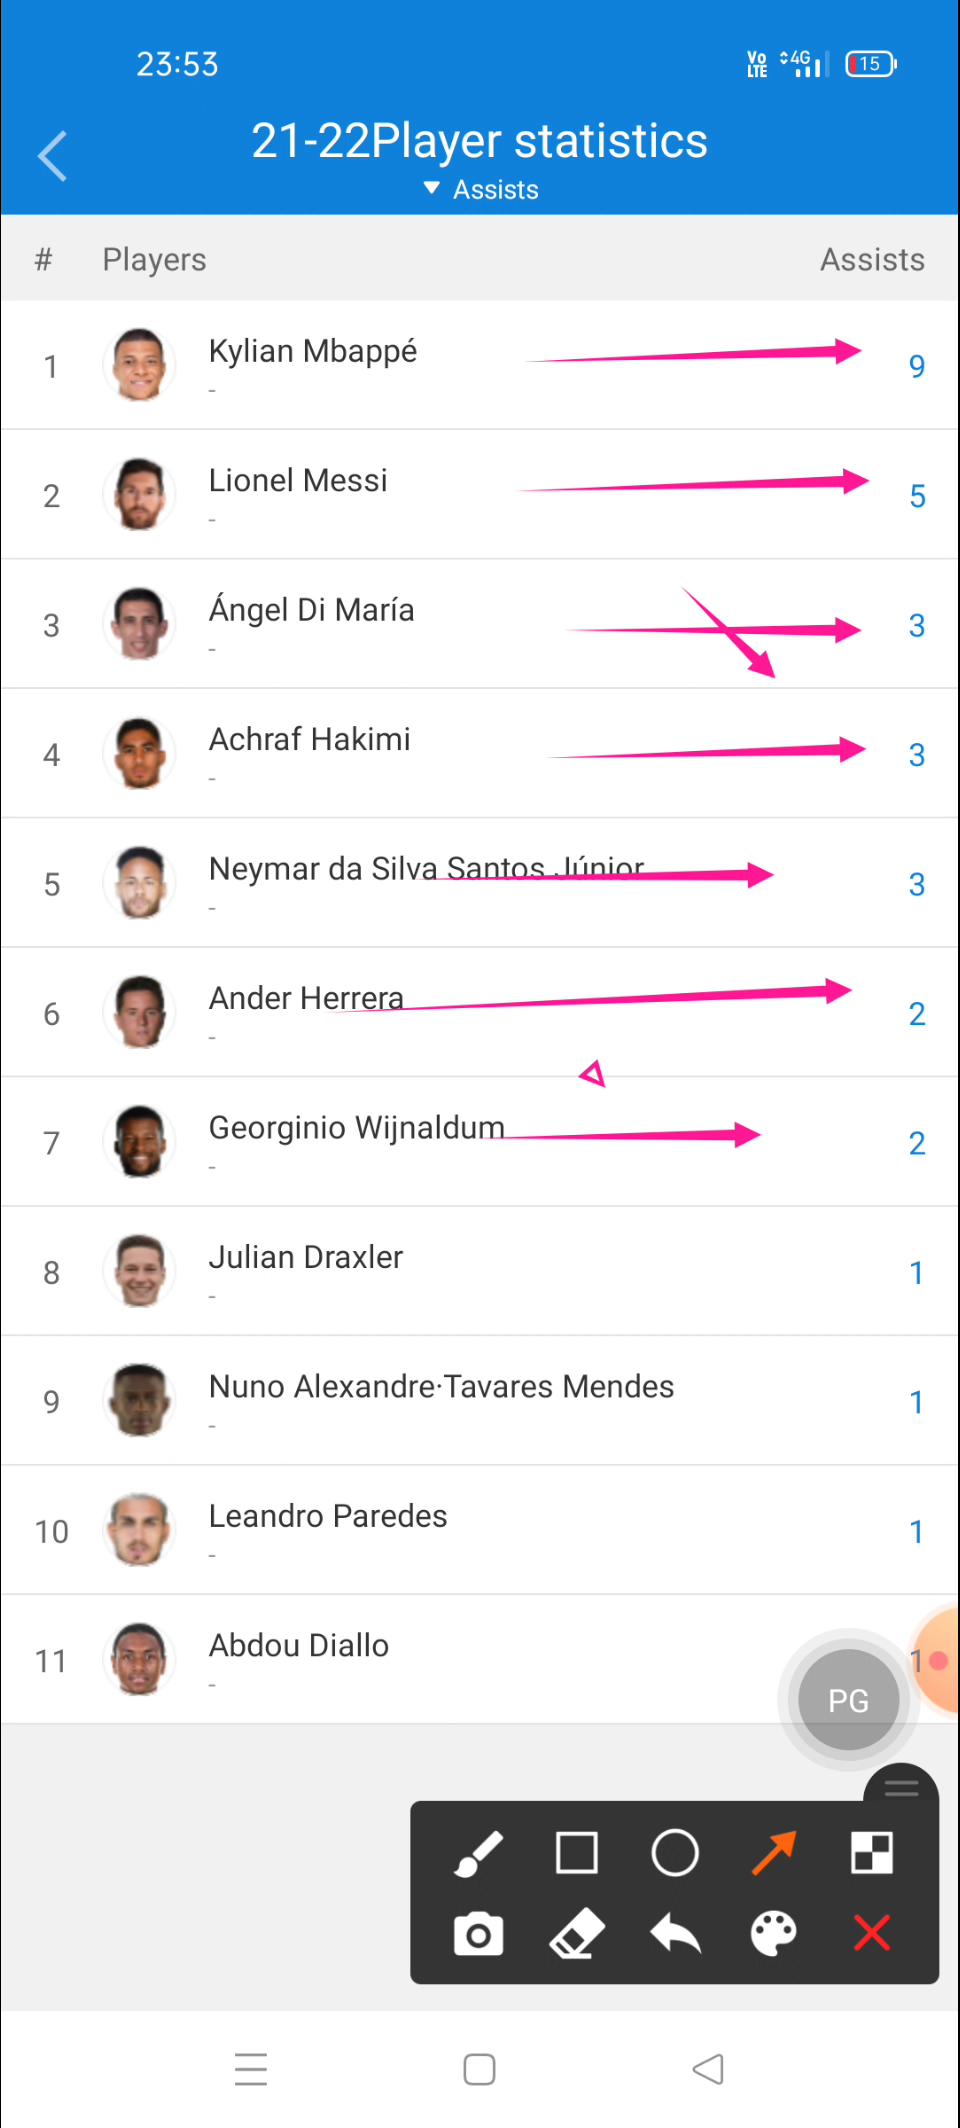 23:53
Vo LTE 4G 15
21-22Player statistics
▼ Assists
# Players Assists
1 Kylian Mbappé 9
-
2 Lionel Messi 5
-
3 Ángel Di María 3
-
4 Achraf Hakimi 3
-
5 Neymar da Silva Santos Júnior 3
-
6 Ander Herrera 2
-
7 Georginio Wijnaldum 2
-
8 Julian Draxler 1
-
9 Nuno Alexandre·Tavares Mendes 1
-
10 Leandro Paredes 1
-
11 Abdou Diallo 1
-
PG